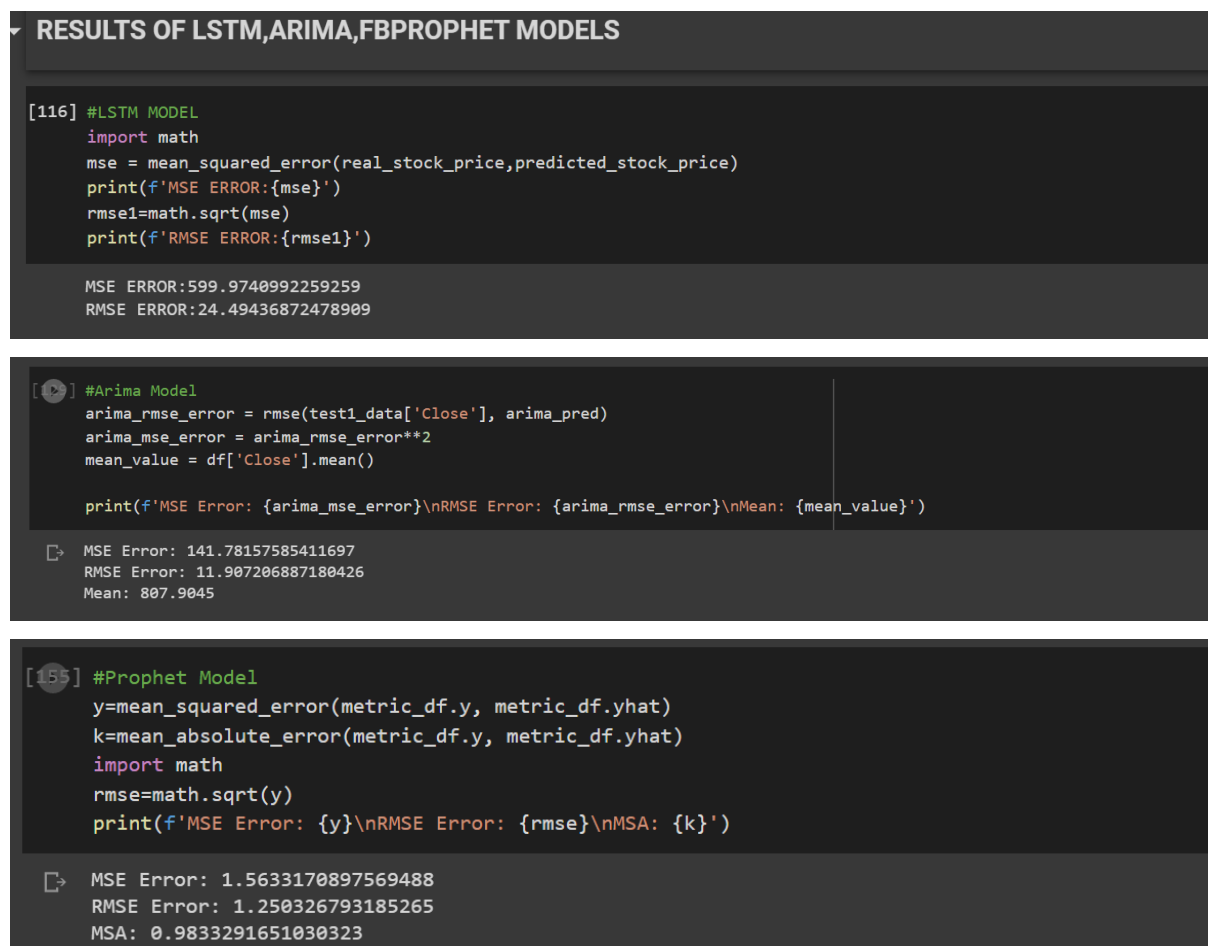 RESULTS OF LSTM,ARIMA,FBPROPHET MODELS
[116] #LSTM MODEL
import math
mse = mean_squared_error(real_stock_price,predicted_stock_price)
print(f'MSE ERROR:{mse}')
rmse1=math.sqrt(mse)
print(f'RMSE ERROR:{rmse1}')
MSE ERROR:599.9740992259259
RMSE ERROR:24.49436872478909
#Arima Model
arima_rmse_error = rmse(test1_data['Close'], arima_pred)
arima_mse_error = arima_rmse_error**2
mean_value = df['Close'].mean()
print(f'MSE Error: {arima_mse_error}\nRMSE Error: {arima_rmse_error}\nMean: {mean_value}')
MSE Error: 141.78157585411697
RMSE Error: 11.907206887180426
Mean: 807.9045
[155] #Prophet Model
y=mean_squared_error(metric_df.y, metric_df.yhat)
k=mean_absolute_error(metric_df.y, metric_df.yhat)
import math
rmse=math.sqrt(y)
print(f'MSE Error: {y}\nRMSE Error: {rmse}\nMSA: {k}')
MSE Error: 1.5633170897569488
RMSE Error: 1.250326793185265
MSA: 0.9833291651030323